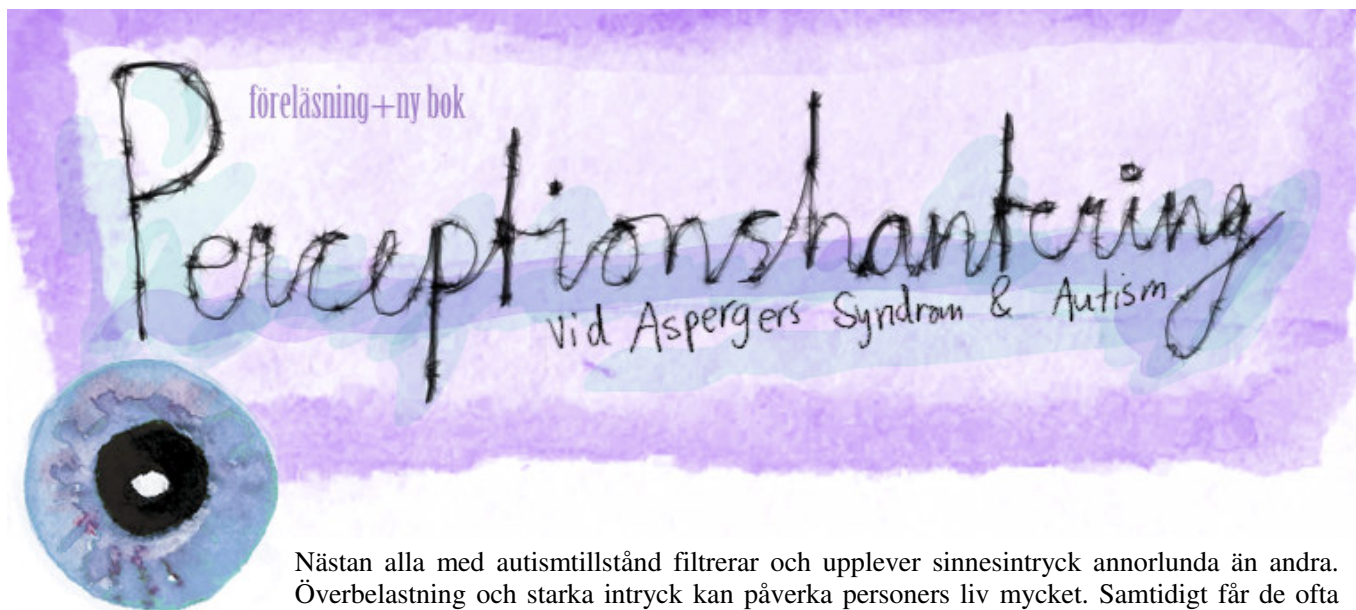 föreläsning+ny bok
Perceptionshantering
vid Aspergers Syndrom & Autism
Nästan alla med autismtillstånd filtrerar och upplever sinnesintryck annorlunda än andra.
Överbelastning och starka intryck kan påverka personers liv mycket. Samtidigt får de ofta